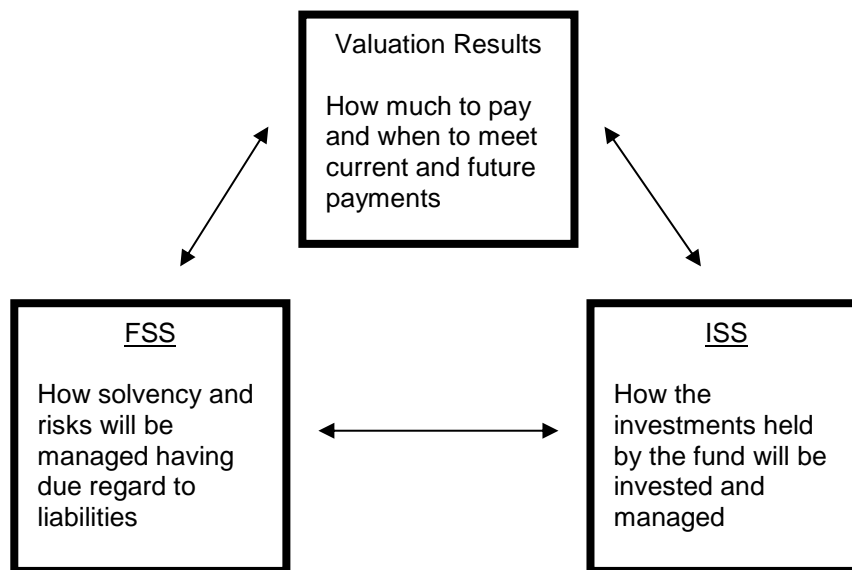 Valuation Results
How much to pay
and when to meet
current and future
payments
FSS
How solvency and
risks will be
managed having
due regard to
liabilities
ISS
How the
investments held
by the fund will be
invested and
managed